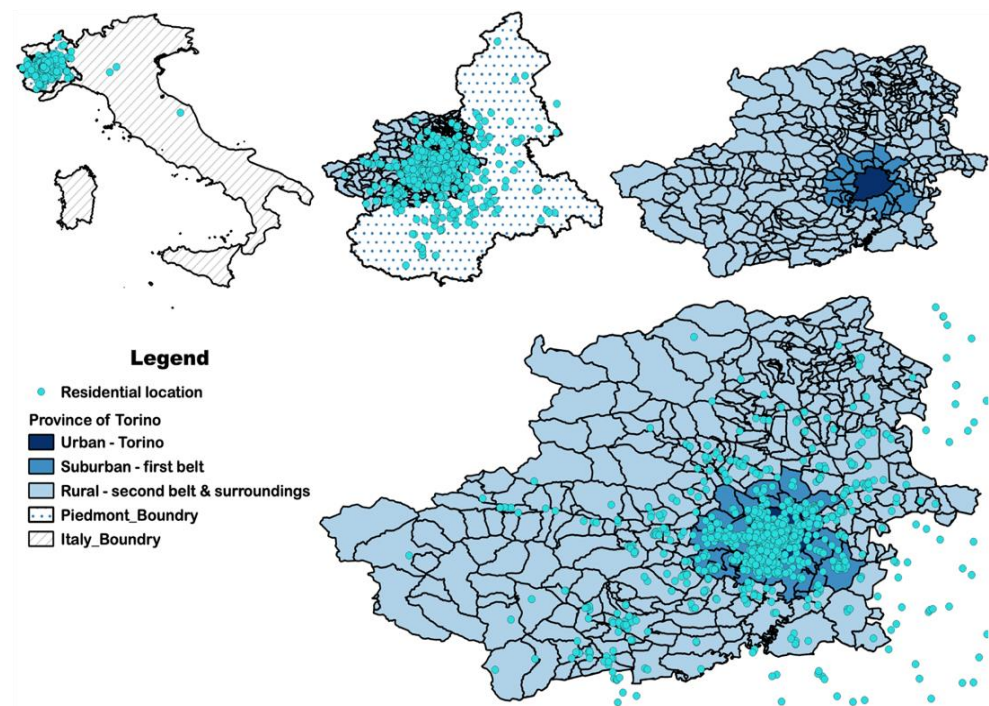 Legend
Residential location
Province of Torino
Urban - Torino
Suburban - first belt
Rural - second belt & surroundings
Piedmont_Boundry
Italy_Boundry